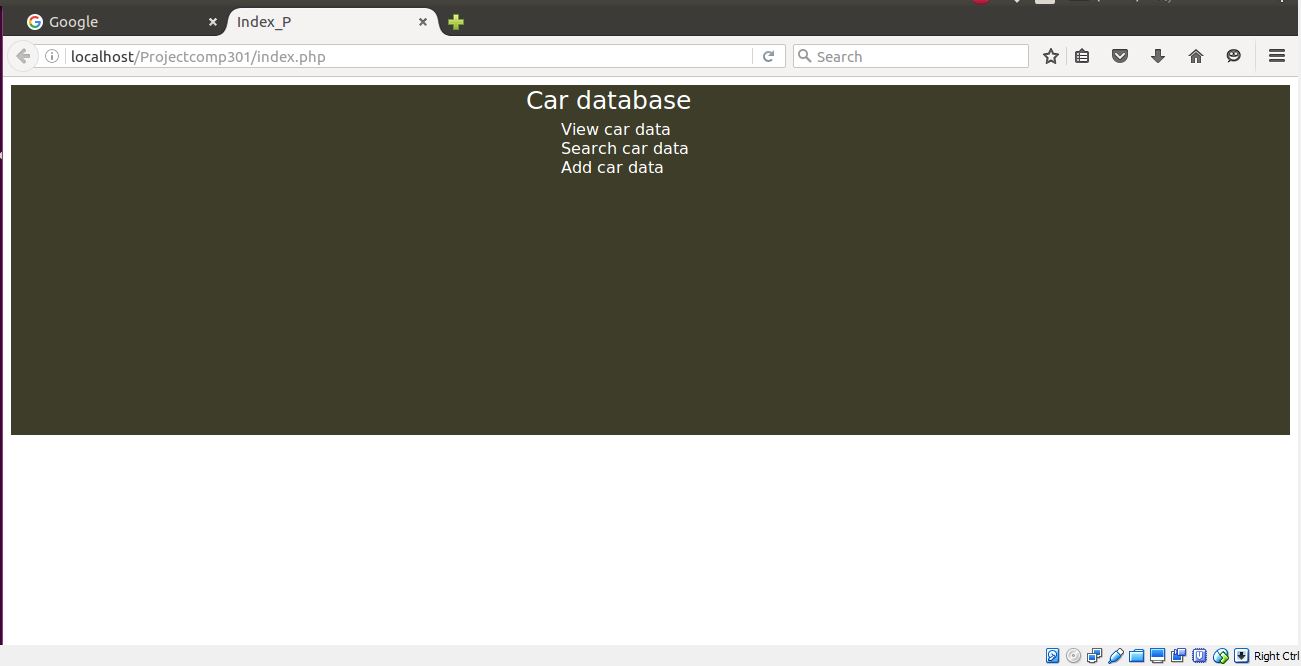 Google
Index_P
localhost/Projectcomp301/index.php
Search
Car database
View car data
Search car data
Add car data
Right Ctrl